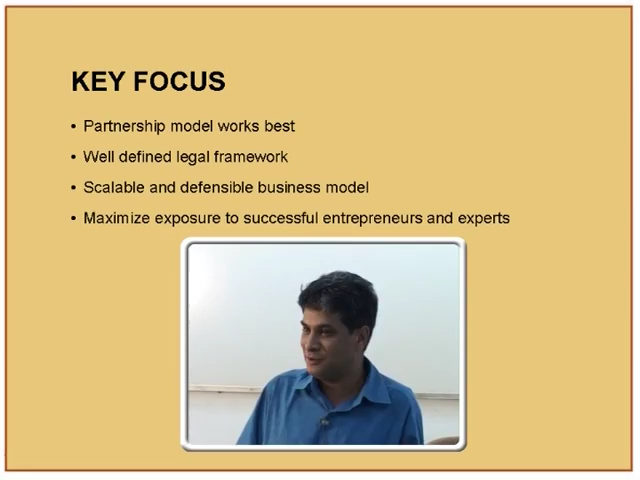 KEY FOCUS
• Partnership model works best
• Well defined legal framework
• Scalable and defensible business model
• Maximize exposure to successful entrepreneurs and experts